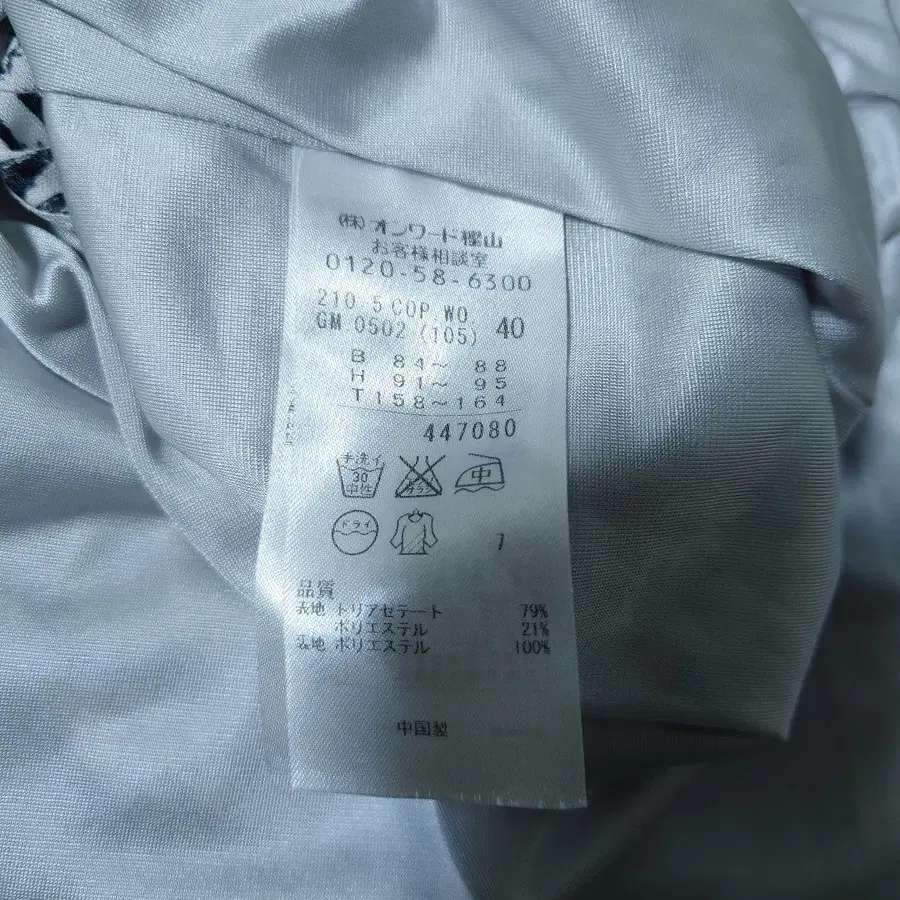 (株)オンワード樫山
お客様相談室
0120-58-6300
210 5 COP WO
GM 0502 (105) 40
B 84～ 88
H 91～ 95
T 158～164
447080
手洗イ
30
中性
中
ドライ
7
品質
表地 トリアセテート 79%
ポリエステル 21%
裏地 ポリエステル 100%
中国製